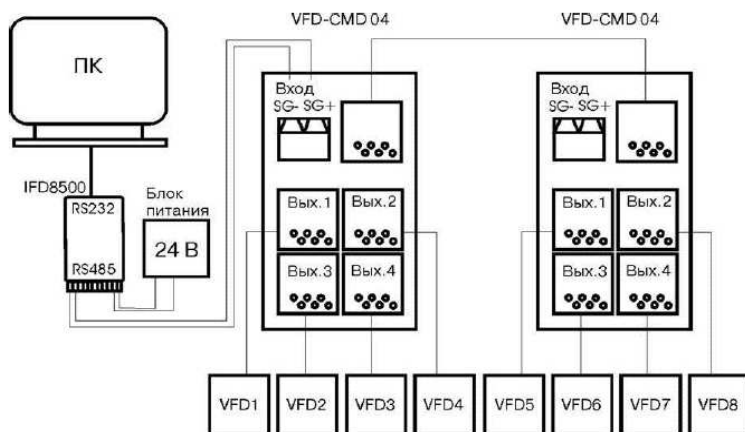 VFD-CMD 04
VFD-CMD 04
ПК
Вход
SG- SG+
Вход
SG- SG+
IFD8500
RS232
RS485
Блок
питания
24 В
Вых.1
Вых.2
Вых.3
Вых.4
Вых.1
Вых.2
Вых.3
Вых.4
VFD1
VFD2
VFD3
VFD4
VFD5
VFD6
VFD7
VFD8